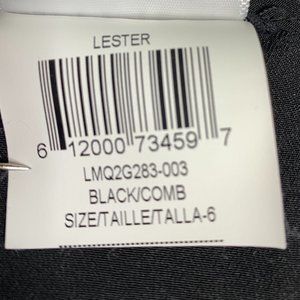 LESTER
6 12000 73459 7
LMQ2G283-003
BLACK/COMB
SIZE/TAILLE/TALLA-6